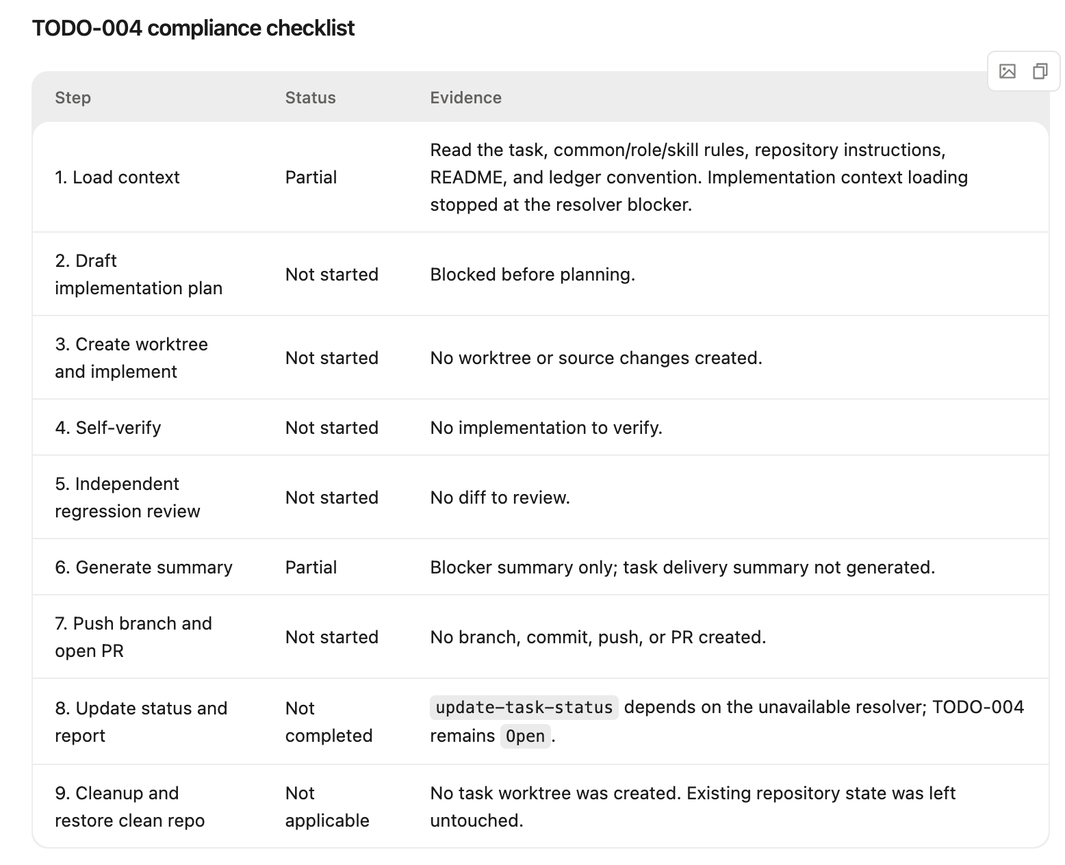 TODO-004 compliance checklist
Step Status Evidence
1. Load context Partial Read the task, common/role/skill rules, repository instructions,
README, and ledger convention. Implementation context loading
stopped at the resolver blocker.
2. Draft
implementation plan Not started Blocked before planning.
3. Create worktree
and implement Not started No worktree or source changes created.
4. Self-verify Not started No implementation to verify.
5. Independent
regression review Not started No diff to review.
6. Generate summary Partial Blocker summary only; task delivery summary not generated.
7. Push branch and
open PR Not started No branch, commit, push, or PR created.
8. Update status and
report Not
completed update-task-status depends on the unavailable resolver; TODO-004
remains Open.
9. Cleanup and
restore clean repo Not
applicable No task worktree was created. Existing repository state was left
untouched.